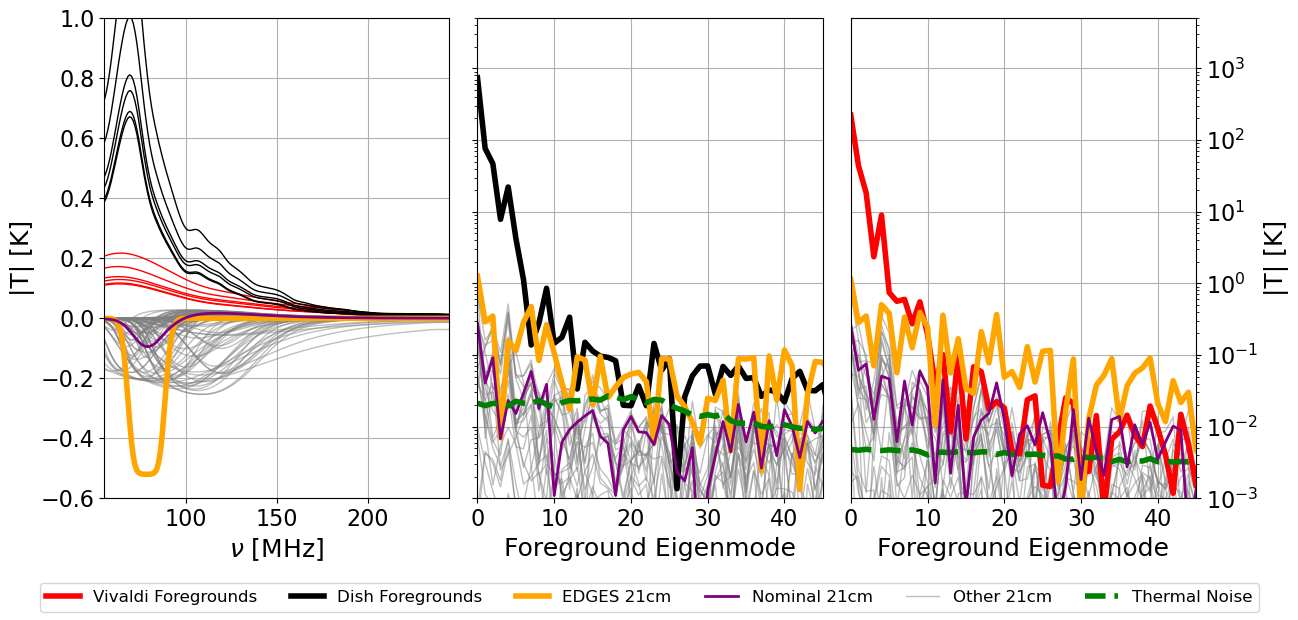 1.0
0.8
0.6
0.4
0.2
0.0
−0.2
−0.4
−0.6
|T| [K]
100 150 200
ν [MHz]
0 10 20 30 40
Foreground Eigenmode
0 10 20 30 40
Foreground Eigenmode
10³
10²
10¹
10⁰
10⁻¹
10⁻²
10⁻³
|T| [K]
Vivaldi Foregrounds Dish Foregrounds EDGES 21cm Nominal 21cm Other 21cm Thermal Noise